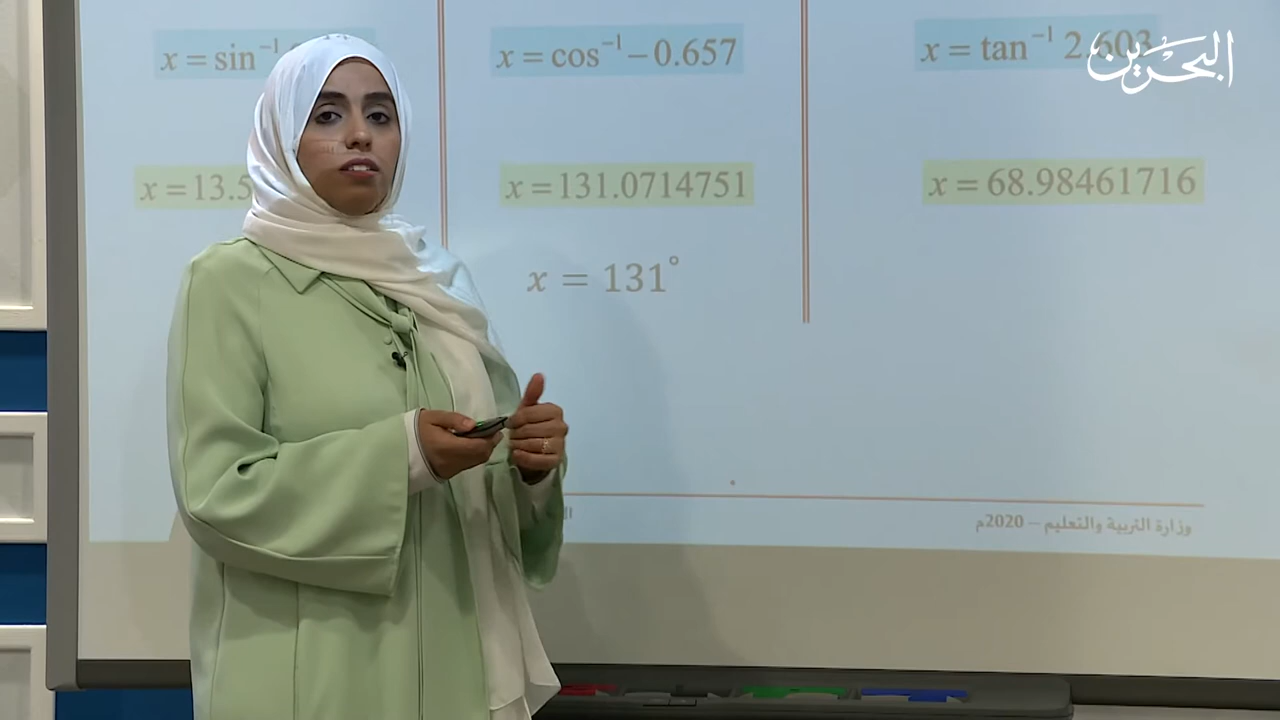 x = sin⁻¹
x = cos⁻¹ – 0.657
x = tan⁻¹ 2.603
البحرين
x = 13.5
x = 131.0714751
x = 68.98461716
x = 131°
وزارة التربية والتعليم – 2020م